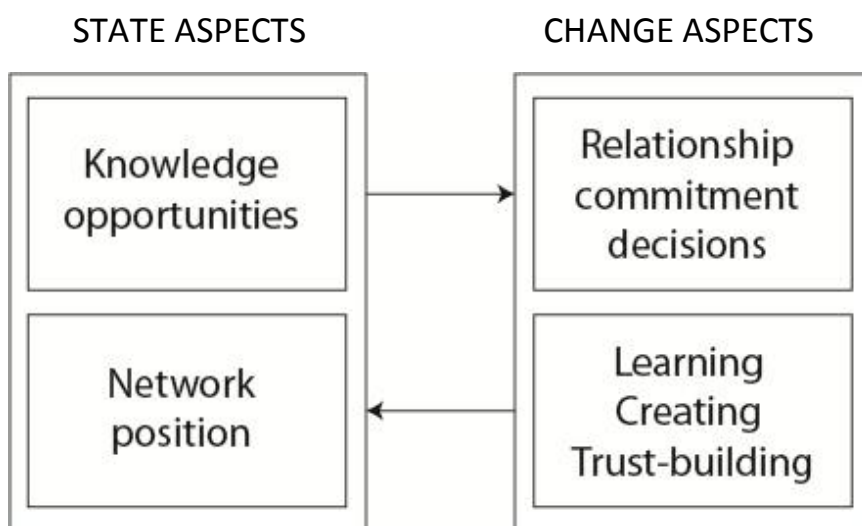 STATE ASPECTS
CHANGE ASPECTS
Knowledge
opportunities
Relationship
commitment
decisions
Network
position
Learning
Creating
Trust-building